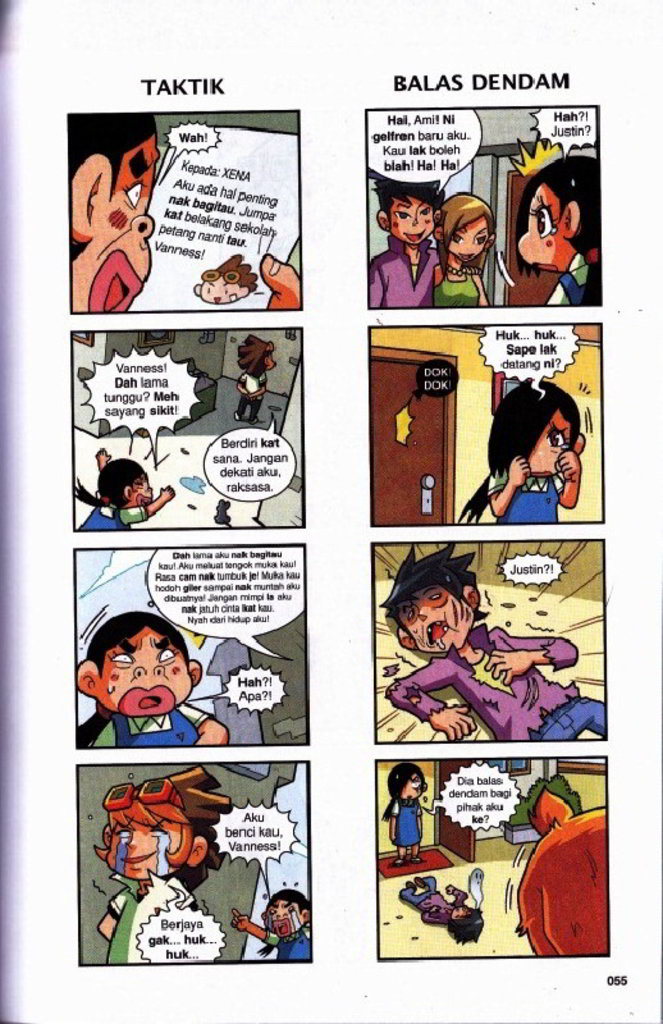 TAKTIK
Wah!
Kepada: XENA
Aku ada hal penting
nak bagitau. Jumpa
kat belakang sekolah
petang nanti tau.
Vanness!
Vanness!
Dah lama
tunggu? Meh
sayang sikit!
Berdiri kat
sana. Jangan
dekati aku,
raksasa.
Dah lama aku nak bagitau
kau! Aku meluat tengok muka kau!
Rasa cam nak tumbuk je! Muka kau
hodoh giler sampai nak muntah aku
dibuatnya! Jangan mimpi la aku
nak jatuh cinta kat kau.
Nyah dari hidup aku!
Hah?!
Apa?!
Aku
benci kau,
Vanness!
Berjaya
gak... huk...
huk...
BALAS DENDAM
Hai, Ami! Ni
gelfren baru aku.
Kau lak boleh
blah! Ha! Ha!
Hah?!
Justin?
Huk... huk...
Sape lak
datang ni?
DOK!
DOK!
Justin?!
Dia balas
dendam bagi
pihak aku
ke?
055